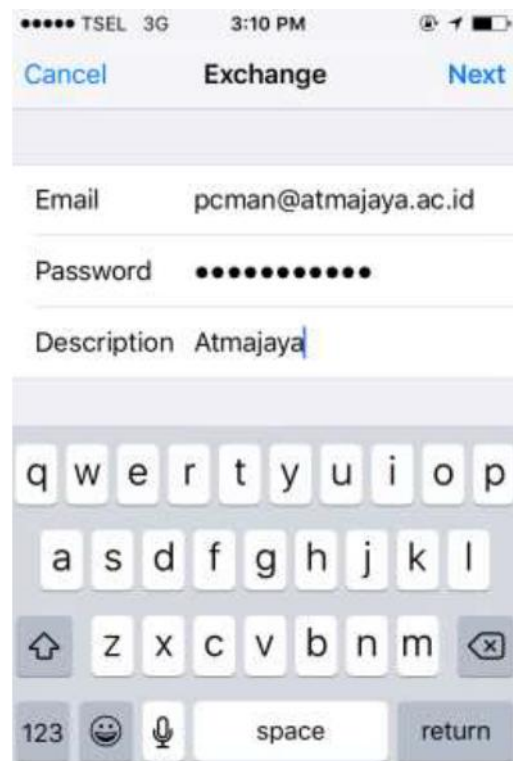 TSEL 3G 3:10 PM
Cancel Exchange Next
Email pcman@atmajaya.ac.id
Password •••••••••••
Description Atmajaya
q w e r t y u i o p
a s d f g h j k l
z x c v b n m
123 space return